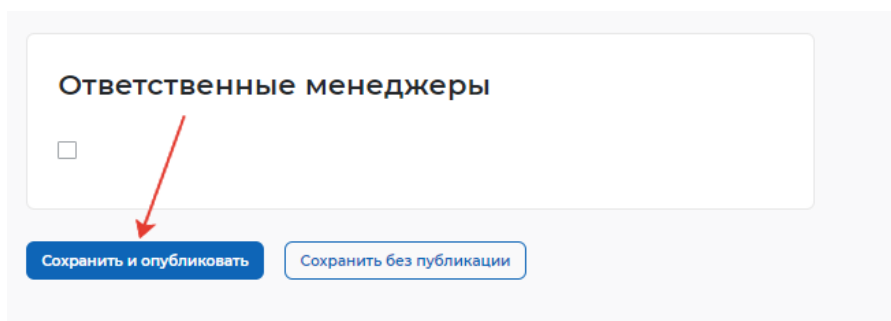 Ответственные менеджеры
Сохранить и опубликовать
Сохранить без публикации